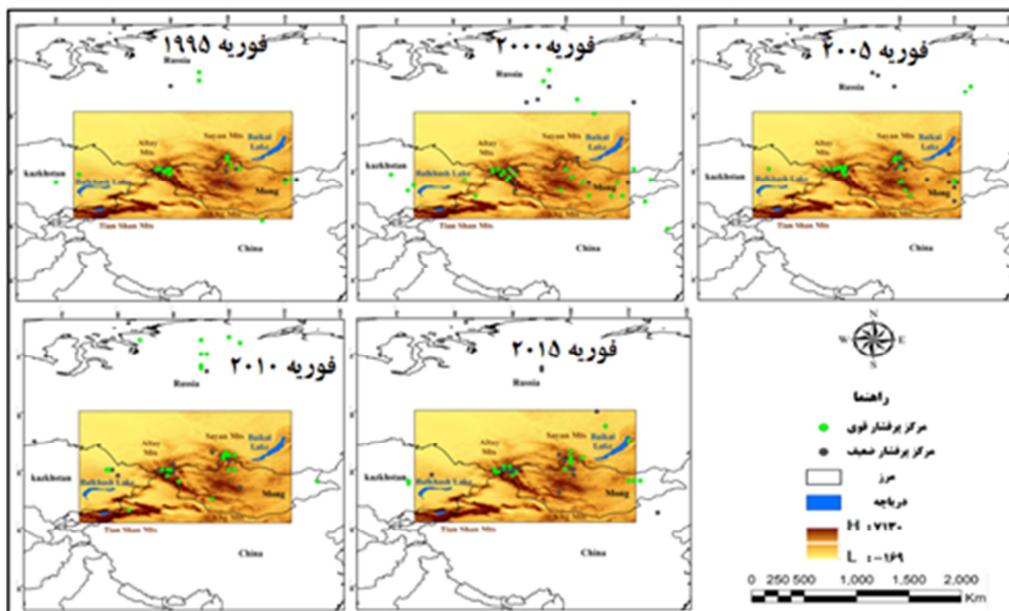 فوریه ۱۹۹۵
Russia
Sayan Mts
Altay
Mts
Baikal
Lake
kazkhstan
Balkhash Lake
Mong
Tian Shan Mts
China
فوریه ۲۰۰۰
Russia
Sayan Mts
Altay
Mts
Baikal
Lake
kazkhstan
Balkhash Lake
Mong
Tian Shan Mts
China
فوریه ۲۰۰۵
Russia
Sayan Mts
Altay
Mts
Baikal
Lake
kazkhstan
Balkhash Lake
Mong
Tian Shan Mts
China
فوریه ۲۰۱۰
Russia
Sayan Mts
Altay
Mts
Baikal
Lake
kazkhstan
Balkhash Lake
Mong
Tian Shan Mts
China
فوریه ۲۰۱۵
Russia
Sayan Mts
Altay
Mts
Baikal
Lake
kazkhstan
Balkhash Lake
Mong
Tian Shan Mts
China
N
W E
S
راهنما
مرکز پرفشار قوی
مرکز پرفشار ضعیف
مرز
دریاچه
H : ۷۱۳۰
L : -۱۶۹
0 250 500 1,000 1,500 2,000
Km